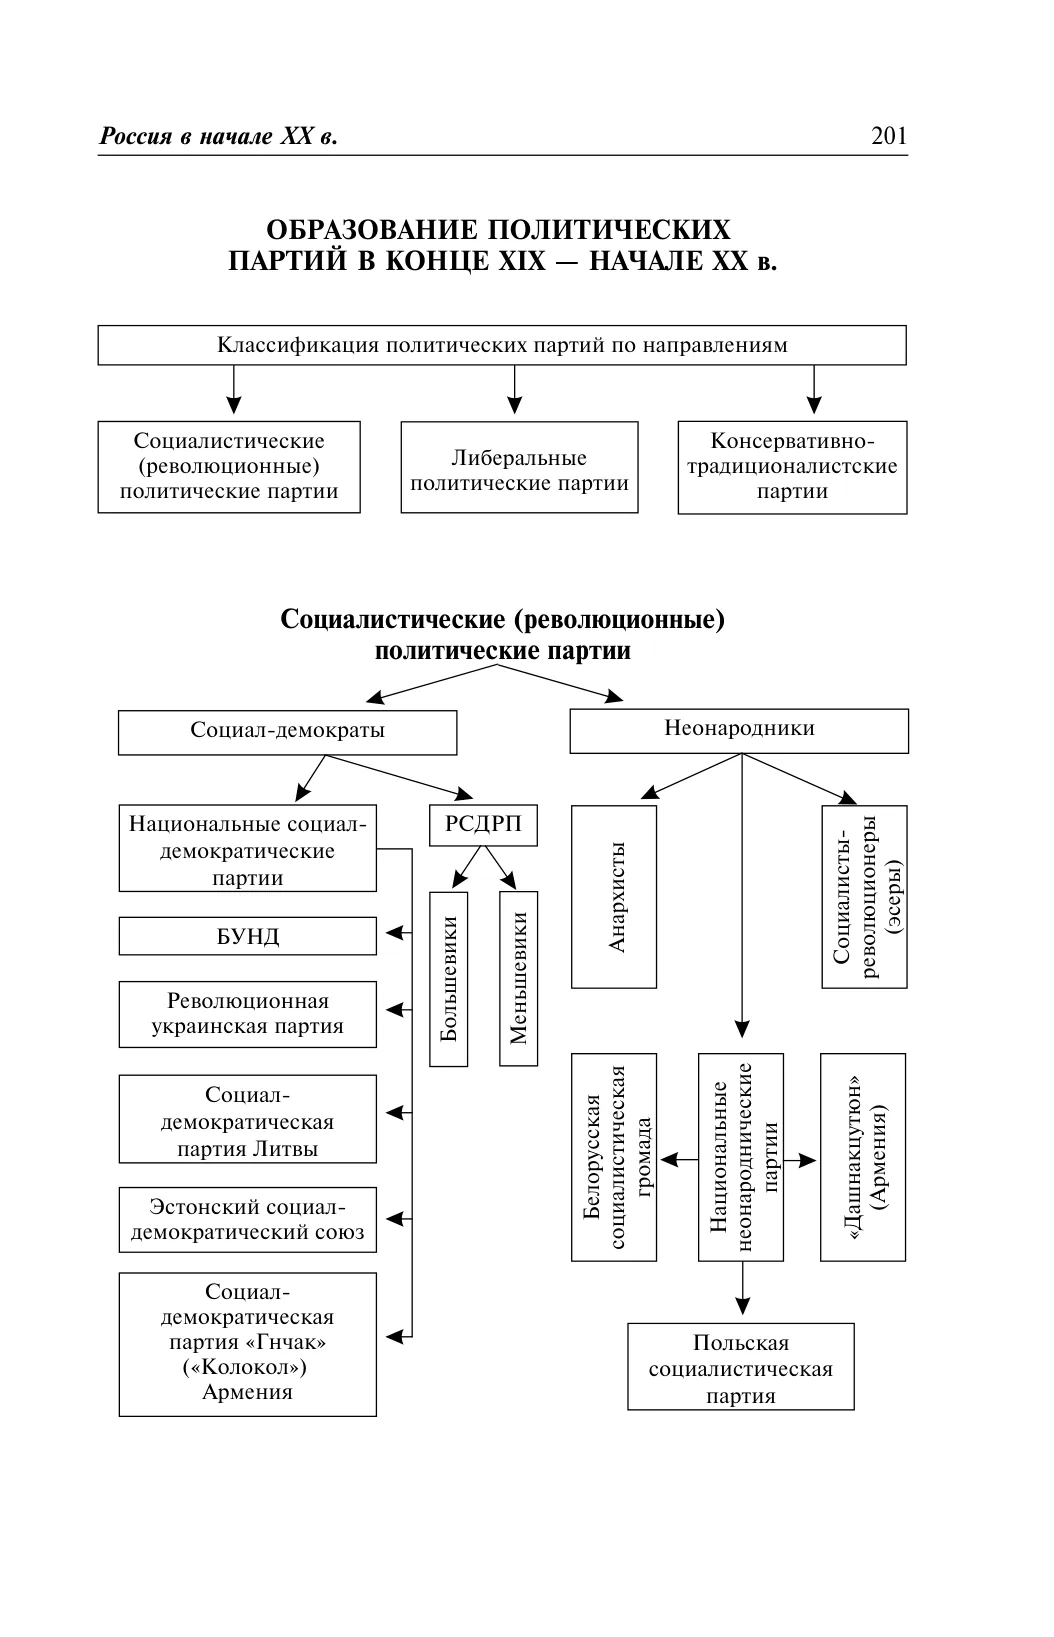 Россия в начале XX в.
201
ОБРАЗОВАНИЕ ПОЛИТИЧЕСКИХ
ПАРТИЙ В КОНЦЕ XIX — НАЧАЛЕ XX в.
Классификация политических партий по направлениям
Социалистические
(революционные)
политические партии
Либеральные
политические партии
Консервативно-
традиционалистские
партии
Социалистические (революционные)
политические партии
Социал-демократы
Неонародники
Национальные социал-
демократические
партии
РСДРП
Большевики
Меньшевики
БУНД
Революционная
украинская партия
Социал-
демократическая
партия Литвы
Эстонский социал-
демократический союз
Социал-
демократическая
партия «Гнчак»
(«Колокол»)
Армения
Анархисты
Социалисты-
революционеры
(эсеры)
Белорусская
социалистическая
громада
Национальные
неонароднические
партии
«Дашнакцутюн»
(Армения)
Польская
социалистическая
партия